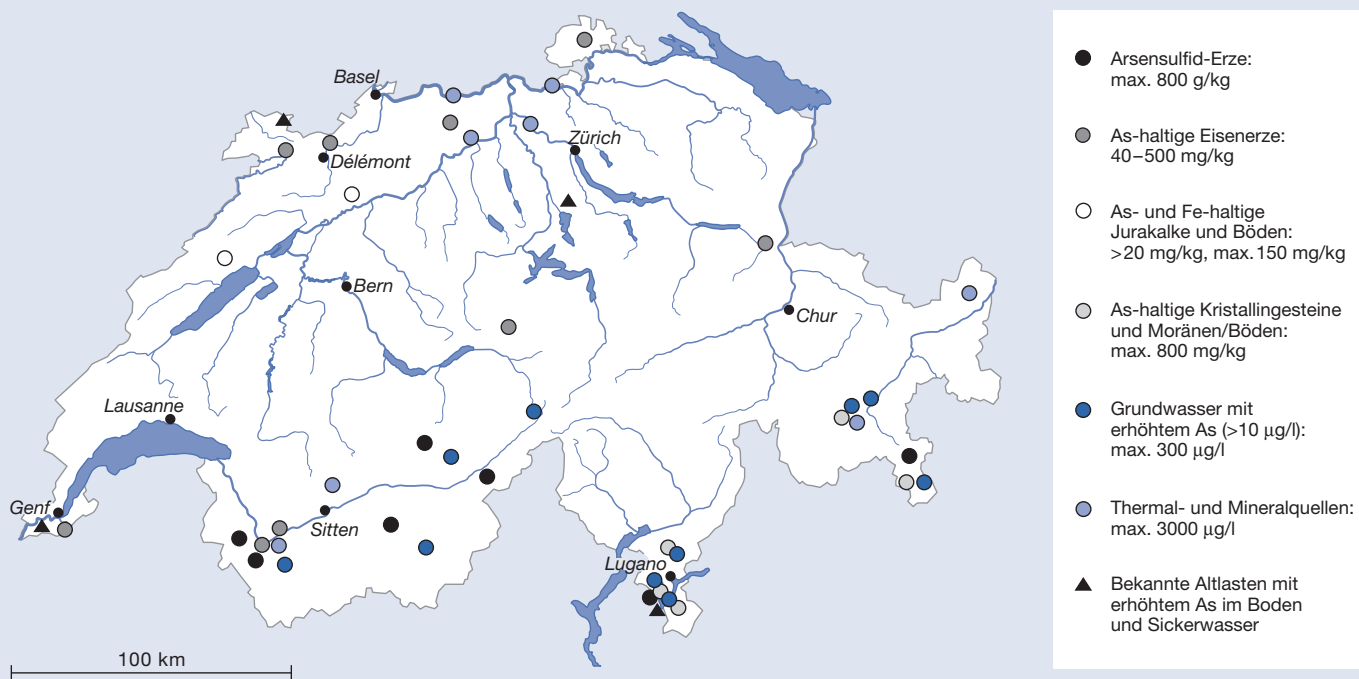 Basel
Zürich
Délémont
Bern
Chur
Lausanne
Genf
Sitten
Lugano
100 km
Arsensulfid-Erze:
max. 800 g/kg
As-haltige Eisenerze:
40–500 mg/kg
As- und Fe-haltige
Jurakalke und Böden:
>20 mg/kg, max. 150 mg/kg
As-haltige Kristallingesteine
und Moränen/Böden:
max. 800 mg/kg
Grundwasser mit
erhöhtem As (>10 µg/l):
max. 300 µg/l
Thermal- und Mineralquellen:
max. 3000 µg/l
Bekannte Altlasten mit
erhöhtem As im Boden
und Sickerwasser